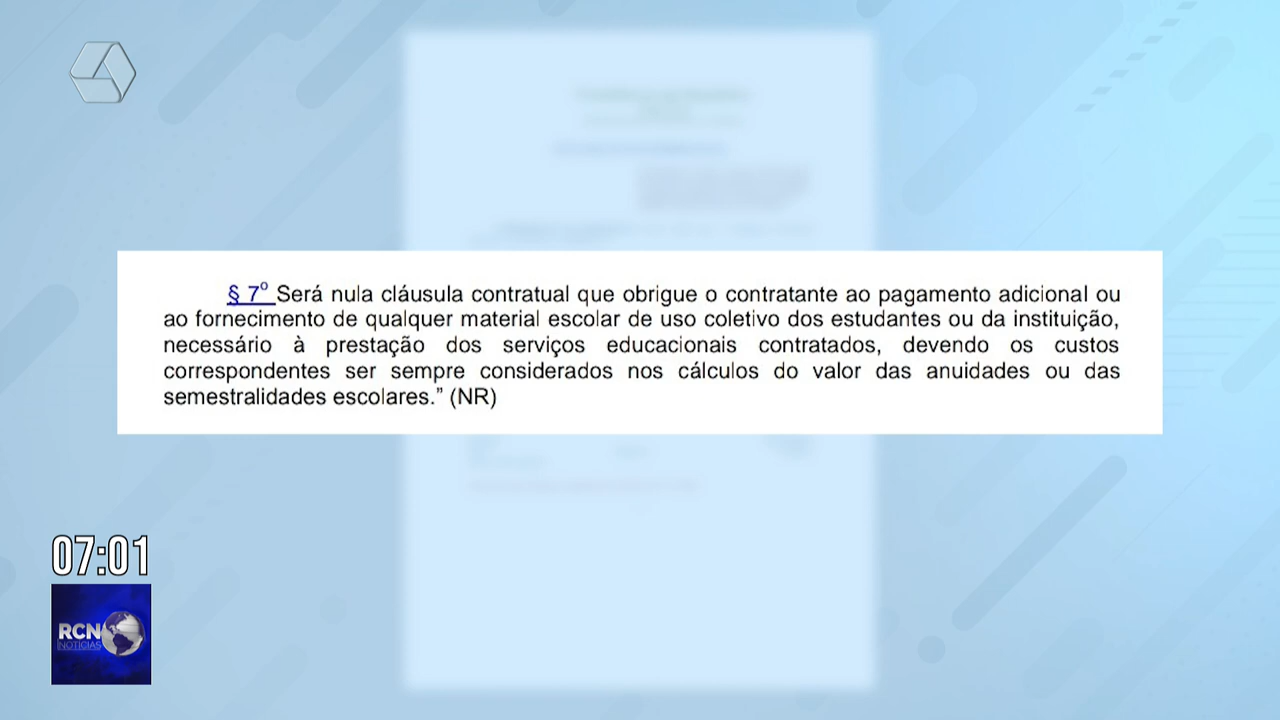 § 7º Será nula cláusula contratual que obrigue o contratante ao pagamento adicional ou
ao fornecimento de qualquer material escolar de uso coletivo dos estudantes ou da instituição,
necessário à prestação dos serviços educacionais contratados, devendo os custos
correspondentes ser sempre considerados nos cálculos do valor das anuidades ou das
semestralidades escolares.” (NR)
07:01
RCN
NOTÍCIAS